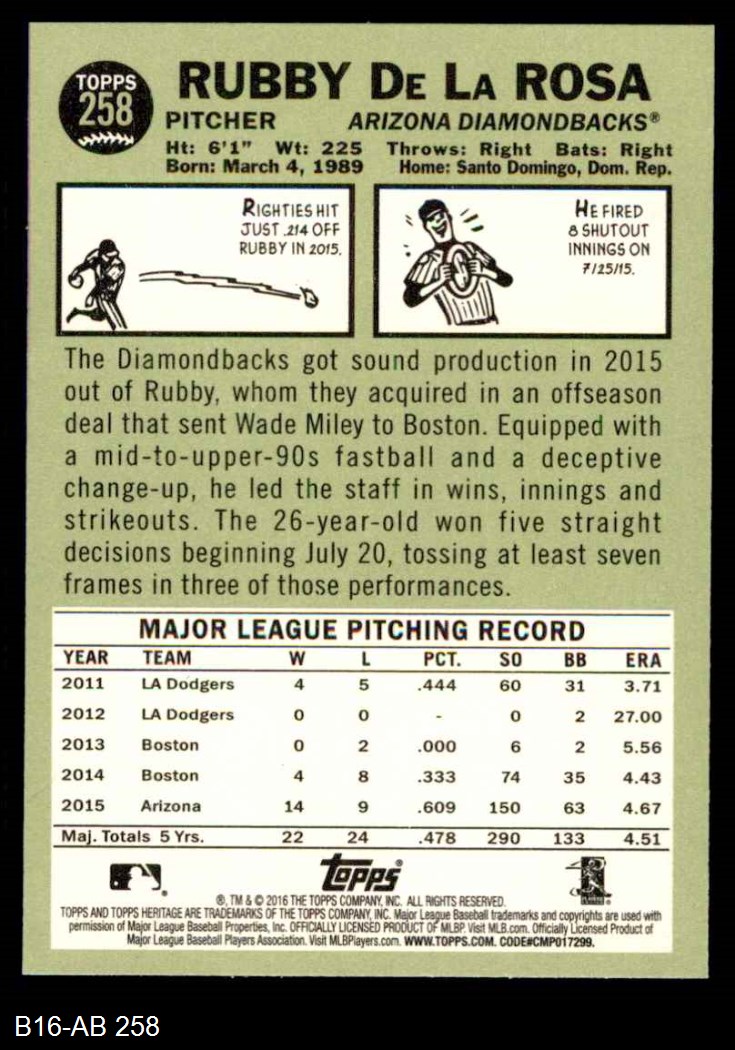 TOPPS
258
RUBBY DE LA ROSA
PITCHER ARIZONA DIAMONDBACKS®
Ht: 6'1" Wt: 225 Throws: Right Bats: Right
Born: March 4, 1989 Home: Santo Domingo, Dom. Rep.
RIGHTIES HIT
JUST .214 OFF
RUBBY IN 2015.
HE FIRED
8 SHUTOUT
INNINGS ON
7/25/15.
The Diamondbacks got sound production in 2015
out of Rubby, whom they acquired in an offseason
deal that sent Wade Miley to Boston. Equipped with
a mid-to-upper-90s fastball and a deceptive
change-up, he led the staff in wins, innings and
strikeouts. The 26-year-old won five straight
decisions beginning July 20, tossing at least seven
frames in three of those performances.
MAJOR LEAGUE PITCHING RECORD
YEAR TEAM W L PCT. SO BB ERA
2011 LA Dodgers 4 5 .444 60 31 3.71
2012 LA Dodgers 0 0 - 0 2 27.00
2013 Boston 0 2 .000 6 2 5.56
2014 Boston 4 8 .333 74 35 4.43
2015 Arizona 14 9 .609 150 63 4.67
Maj. Totals 5 Yrs. 22 24 .478 290 133 4.51
Topps
®, TM & © 2016 THE TOPPS COMPANY, INC. ALL RIGHTS RESERVED.
TOPPS AND TOPPS HERITAGE ARE TRADEMARKS OF THE TOPPS COMPANY, INC. Major League Baseball trademarks and copyrights are used with
permission of Major League Baseball Properties, Inc. OFFICIALLY LICENSED PRODUCT OF MLBP. Visit MLB.com. Officially Licensed Product of
Major League Baseball Players Association. Visit MLBPlayers.com. WWW.TOPPS.COM. CODE#CMP017299.
B16-AB 258